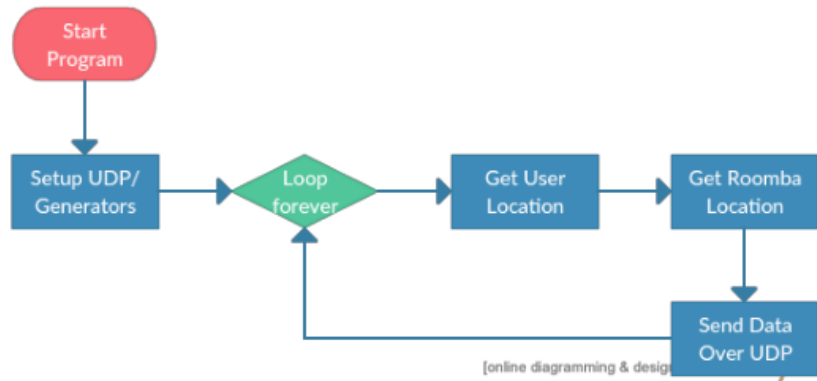 Start
Program
Setup UDP/
Generators
Loop
forever
Get User
Location
Get Roomba
Location
Send Data
Over UDP
[online diagramming &